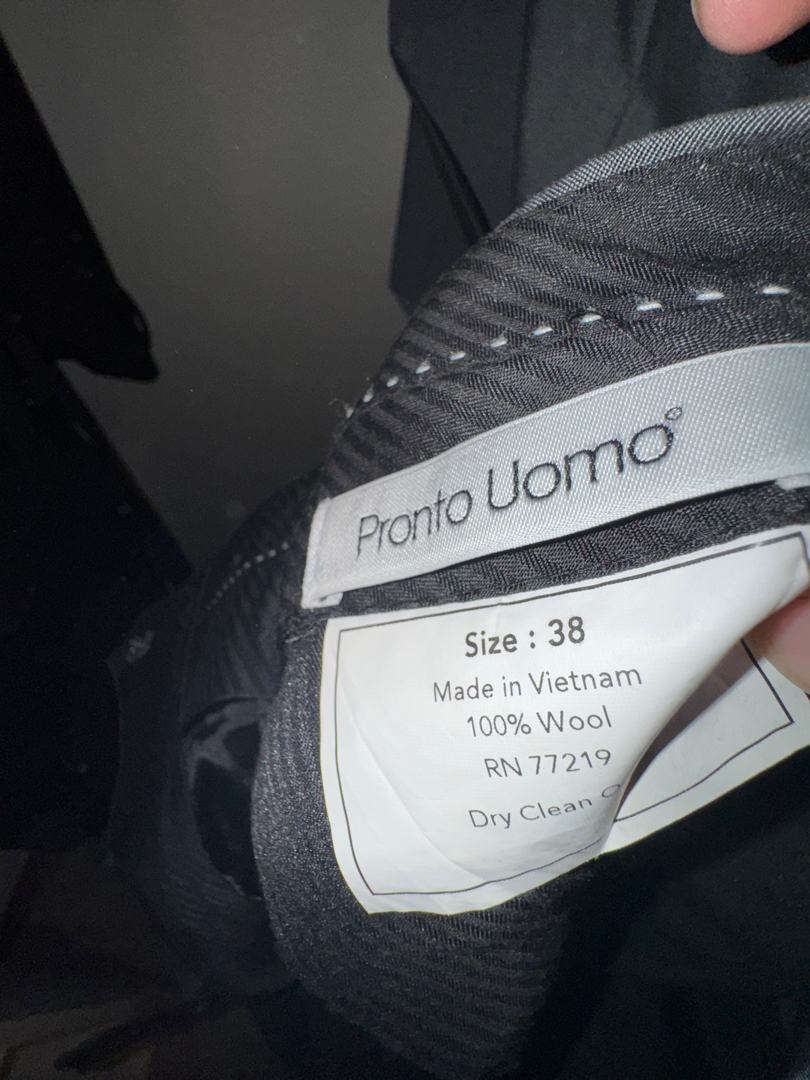 Pronto Uomo°
Size : 38
Made in Vietnam
100% Wool
RN 77219
Dry Clean